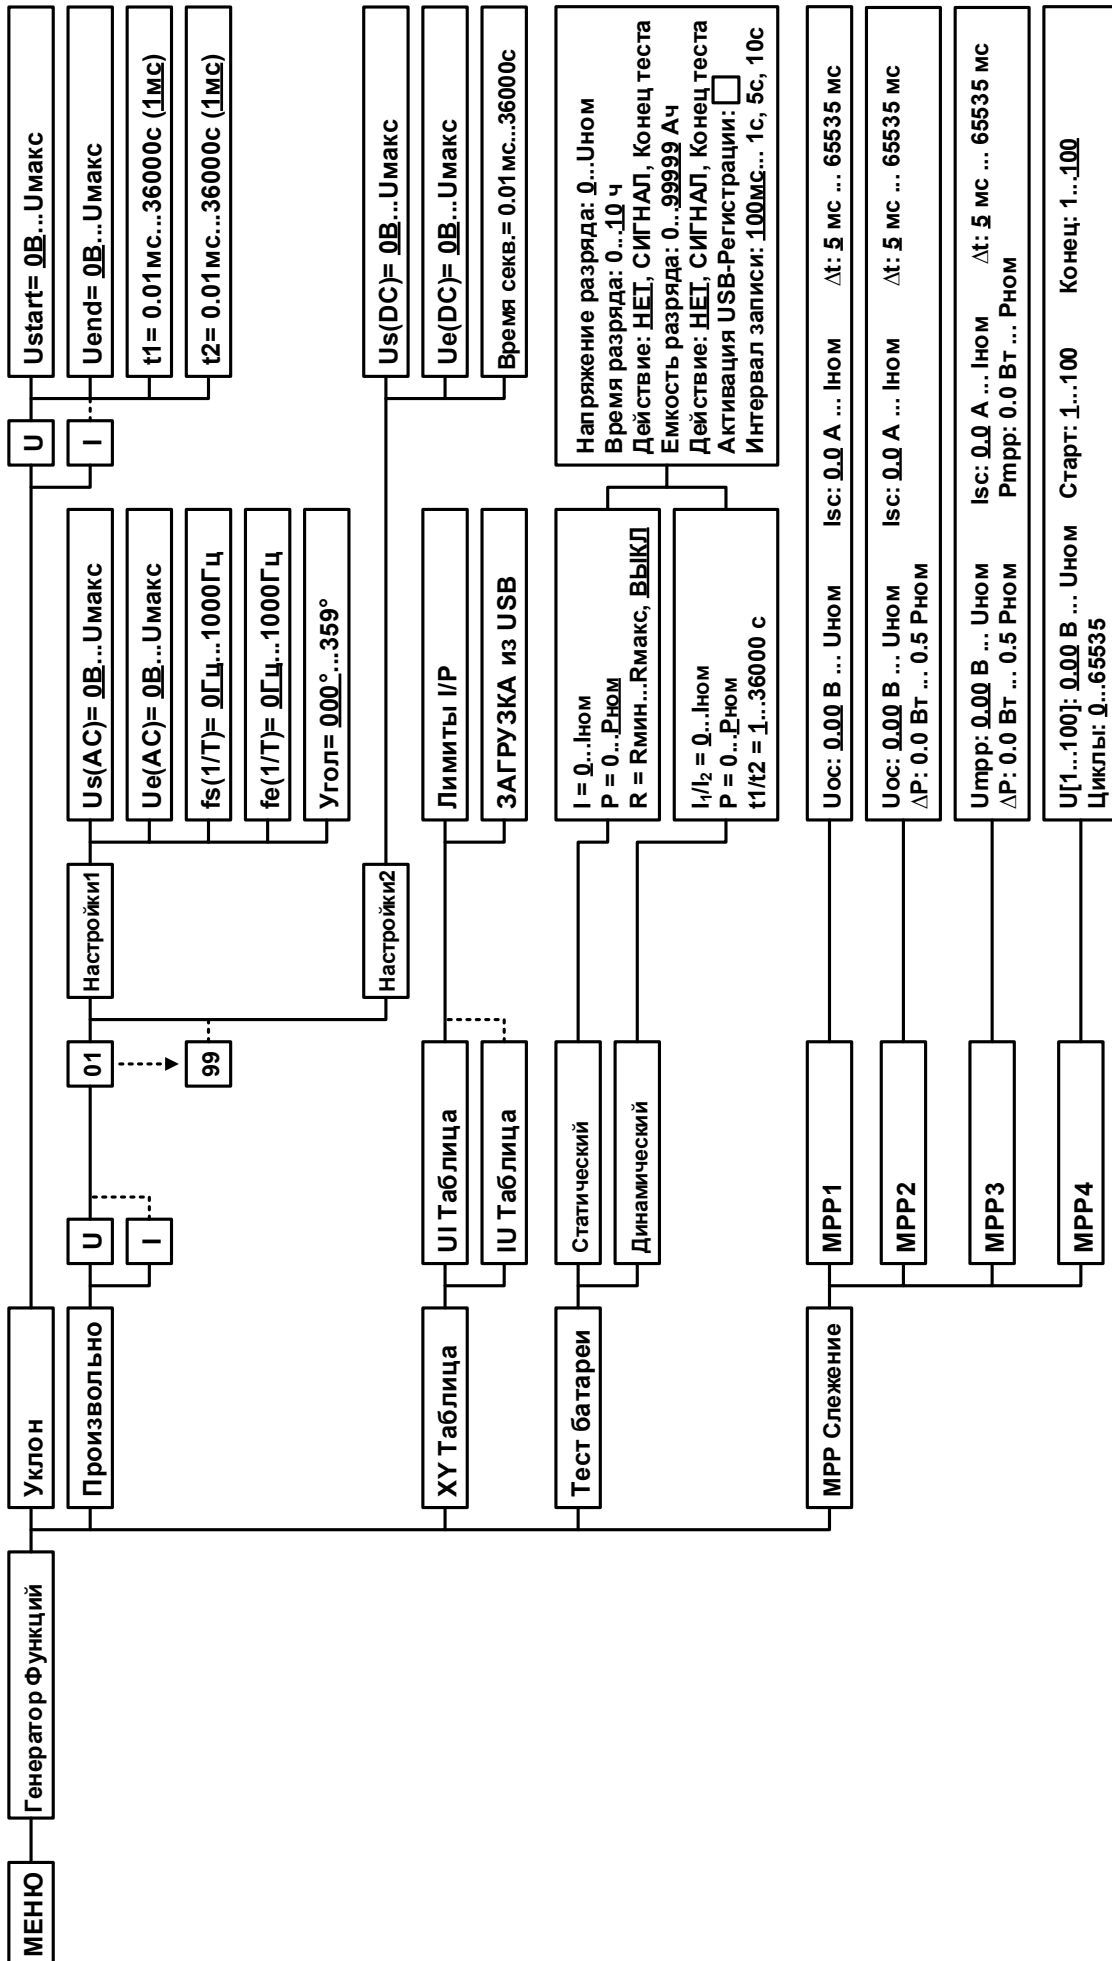 МЕНЮ
Генератор Функций
Уклон
U
I
Ustart= 0В...Uмакс
Uend= 0В...Uмакс
t1= 0.01мс...36000с (1мс)
t2= 0.01мс...36000с (1мс)
Произвольно
U
I
01
99
Настройки1
Us(AC)= 0В...Uмакс
Ue(AC)= 0В...Uмакс
fs(1/T)= 0Гц...1000Гц
fe(1/T)= 0Гц...1000Гц
Угол= 000°...359°
Настройки2
Us(DC)= 0В...Uмакс
Ue(DC)= 0В...Uмакс
Время секв.= 0.01мс...36000с
XY Таблица
UI Таблица
IU Таблица
Лимиты I/P
ЗАГРУЗКА из USB
Тест батареи
Статический
Динамический
I = 0...Iном
P = 0...Pном
R = Rмин...Rмакс, ВЫКЛ
I₁/I₂ = 0...Iном
P = 0...Pном
t1/t2 = 1...36000 с
Напряжение разряда: 0...Uном
Время разряда: 0...10 ч
Действие: НЕТ, СИГНАЛ, Конец теста
Емкость разряда: 0...99999 Ач
Действие: НЕТ, СИГНАЛ, Конец теста
Активация USB-Регистрации:
Интервал записи: 100мс... 1с, 5с, 10с
MPP Слежение
MPP1
Uoc: 0.00 В ... Uном Isc: 0.0 А ... Iном Δt: 5 мс ... 65535 мс
MPP2
Uoc: 0.00 В ... Uном Isc: 0.0 А ... Iном Δt: 5 мс ... 65535 мс
ΔP: 0.0 Вт ... 0.5 Pном
MPP3
Umpp: 0.00 В ... Uном Isc: 0.0 А ... Iном Δt: 5 мс ... 65535 мс
ΔP: 0.0 Вт ... 0.5 Pном Pmpp: 0.0 Вт ... Pном
MPP4
U[1...100]: 0.00 В ... Uном Старт: 1...100 Конец: 1...100
Циклы: 0...65535